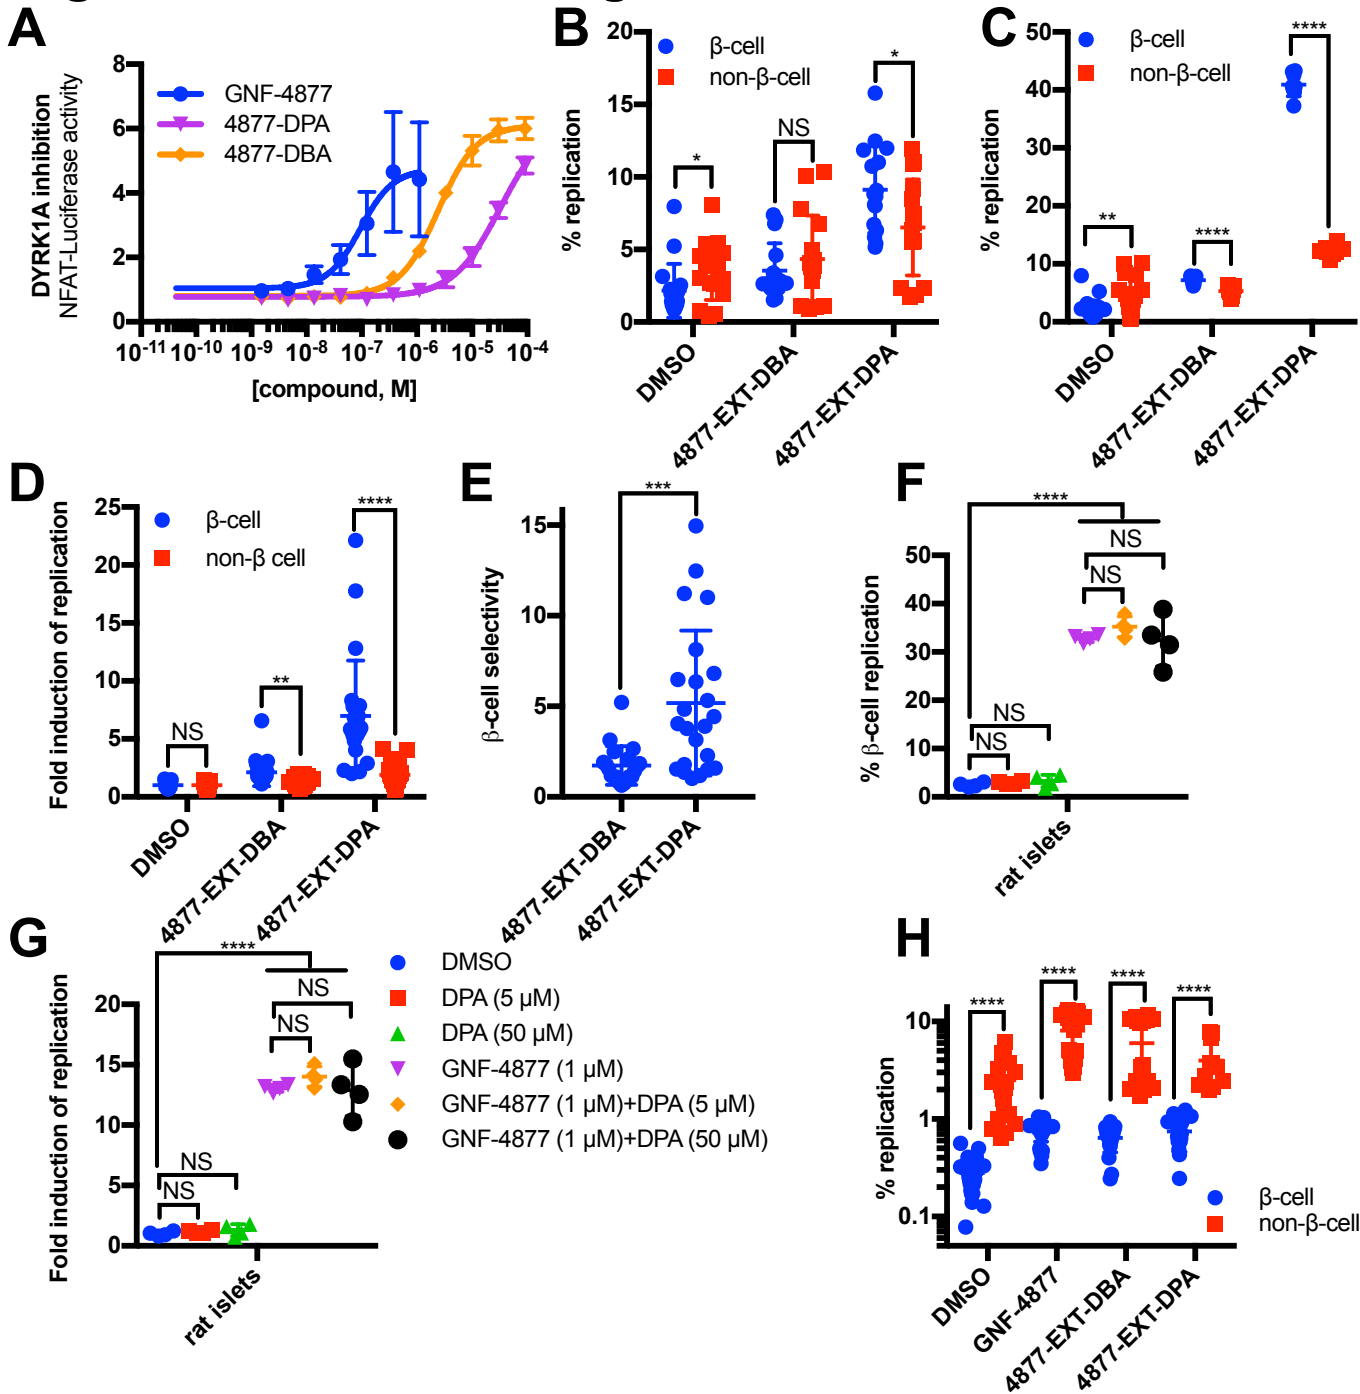 A
DYRK1A inhibition
NFAT-Luciferase activity
8
6
4
2
0
GNF-4877
4877-DPA
4877-DBA
10-11 10-10 10-9 10-8 10-7 10-6 10-5 10-4
[compound, M]
B
% replication
20
15
10
5
0
β-cell
non-β-cell
*
NS
*
DMSO
4877-EXT-DBA
4877-EXT-DPA
C
% replication
50
40
30
20
10
0
β-cell
non-β-cell
**
****
****
DMSO
4877-EXT-DBA
4877-EXT-DPA
D
Fold induction of replication
25
20
15
10
5
0
β-cell
non-β cell
NS
**
****
DMSO
4877-EXT-DBA
4877-EXT-DPA
E
β-cell selectivity
15
10
5
0
***
4877-EXT-DBA
4877-EXT-DPA
F
% β-cell replication
50
40
30
20
10
0
****
NS
NS
NS
NS
rat islets
G
Fold induction of replication
20
15
10
5
0
****
NS
NS
NS
NS
rat islets
DMSO
DPA (5 µM)
DPA (50 µM)
GNF-4877 (1 µM)
GNF-4877 (1 µM)+DPA (5 µM)
GNF-4877 (1 µM)+DPA (50 µM)
H
% replication
10
1
0.1
****
****
****
****
β-cell
non-β-cell
DMSO
GNF-4877
4877-EXT-DBA
4877-EXT-DPA